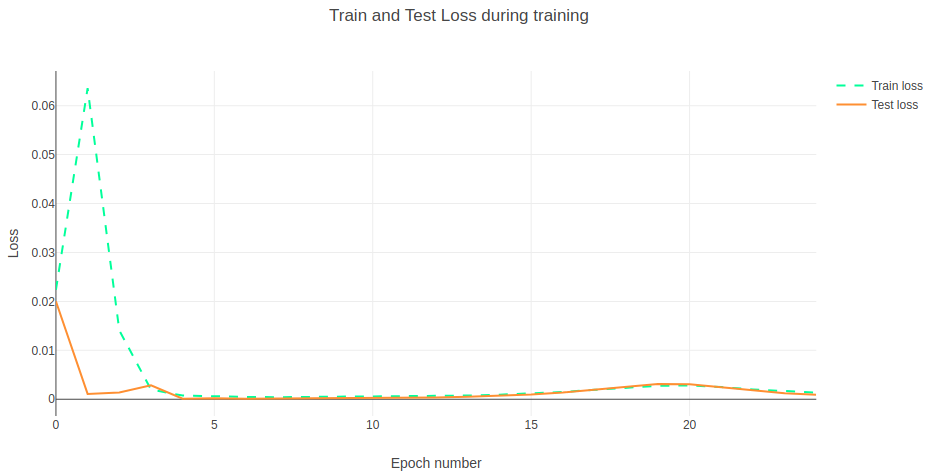 Train and Test Loss during training
Train loss
Test loss
0.06
0.05
0.04
0.03
0.02
0.01
0
Loss
0 5 10 15 20
Epoch number